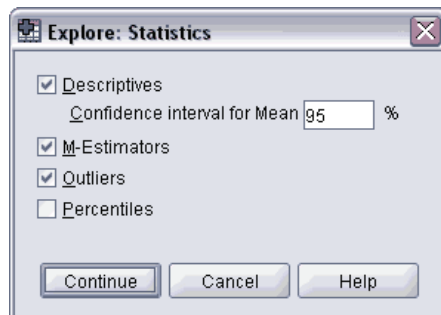 Explore: Statistics
Descriptives
Confidence interval for Mean 95 %
M-Estimators
Outliers
Percentiles
Continue Cancel Help